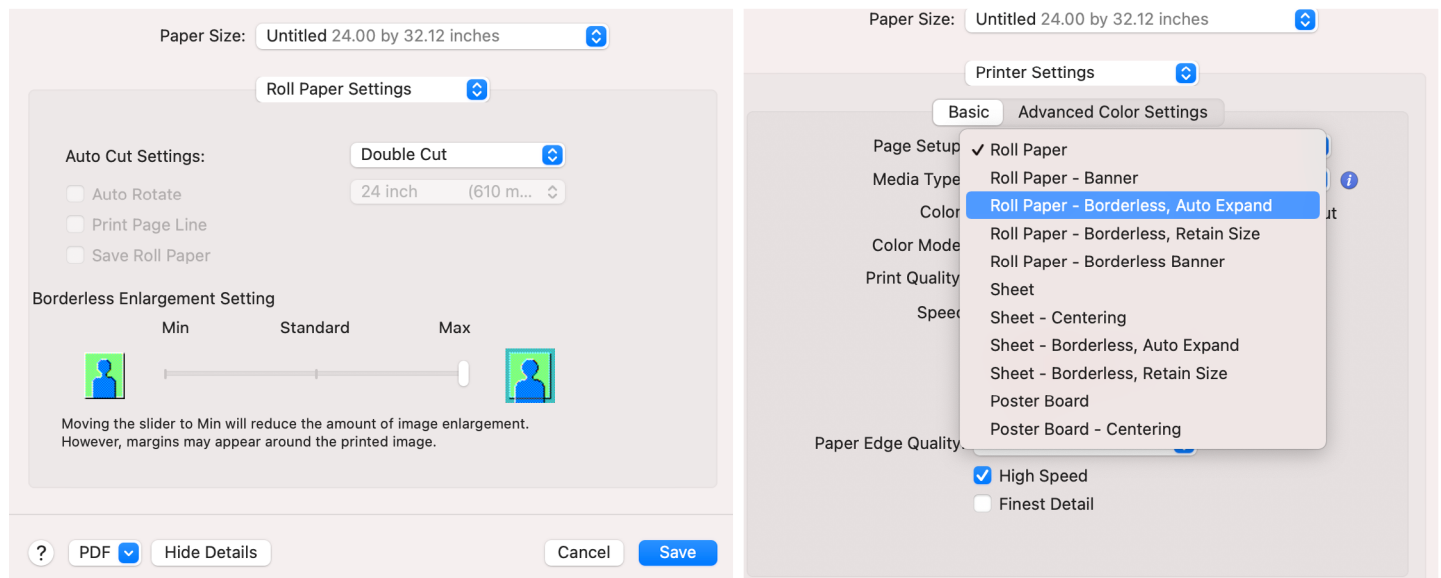 Paper Size: Untitled 24.00 by 32.12 inches
Roll Paper Settings
Auto Cut Settings: Double Cut
Auto Rotate 24 inch (610 m...
Print Page Line
Save Roll Paper
Borderless Enlargement Setting
Min Standard Max
Moving the slider to Min will reduce the amount of image enlargement.
However, margins may appear around the printed image.
? PDF Hide Details Cancel Save
Paper Size: Untitled 24.00 by 32.12 inches
Printer Settings
Basic Advanced Color Settings
Page Setup ✓ Roll Paper
Roll Paper - Banner
Media Type i
Roll Paper - Borderless, Auto Expand
Color ut
Roll Paper - Borderless, Retain Size
Color Mode
Roll Paper - Borderless Banner
Print Quality
Sheet
Speed
Sheet - Centering
Sheet - Borderless, Auto Expand
Sheet - Borderless, Retain Size
Poster Board
Poster Board - Centering
Paper Edge Quality:
High Speed
Finest Detail